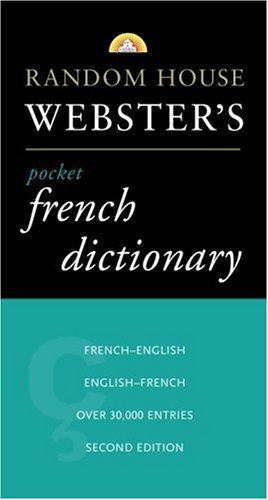 RANDOM HOUSE
WEBSTER'S
pocket
french
dictionary
Ç
FRENCH–ENGLISH
ENGLISH–FRENCH
OVER 30,000 ENTRIES
SECOND EDITION